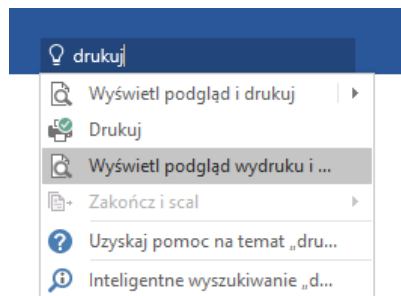 drukuj
Wyświetl podgląd i drukuj
Drukuj
Wyświetl podgląd wydruku i ...
Zakończ i scal
Uzyskaj pomoc na temat „dru...
Inteligentne wyszukiwanie „d...